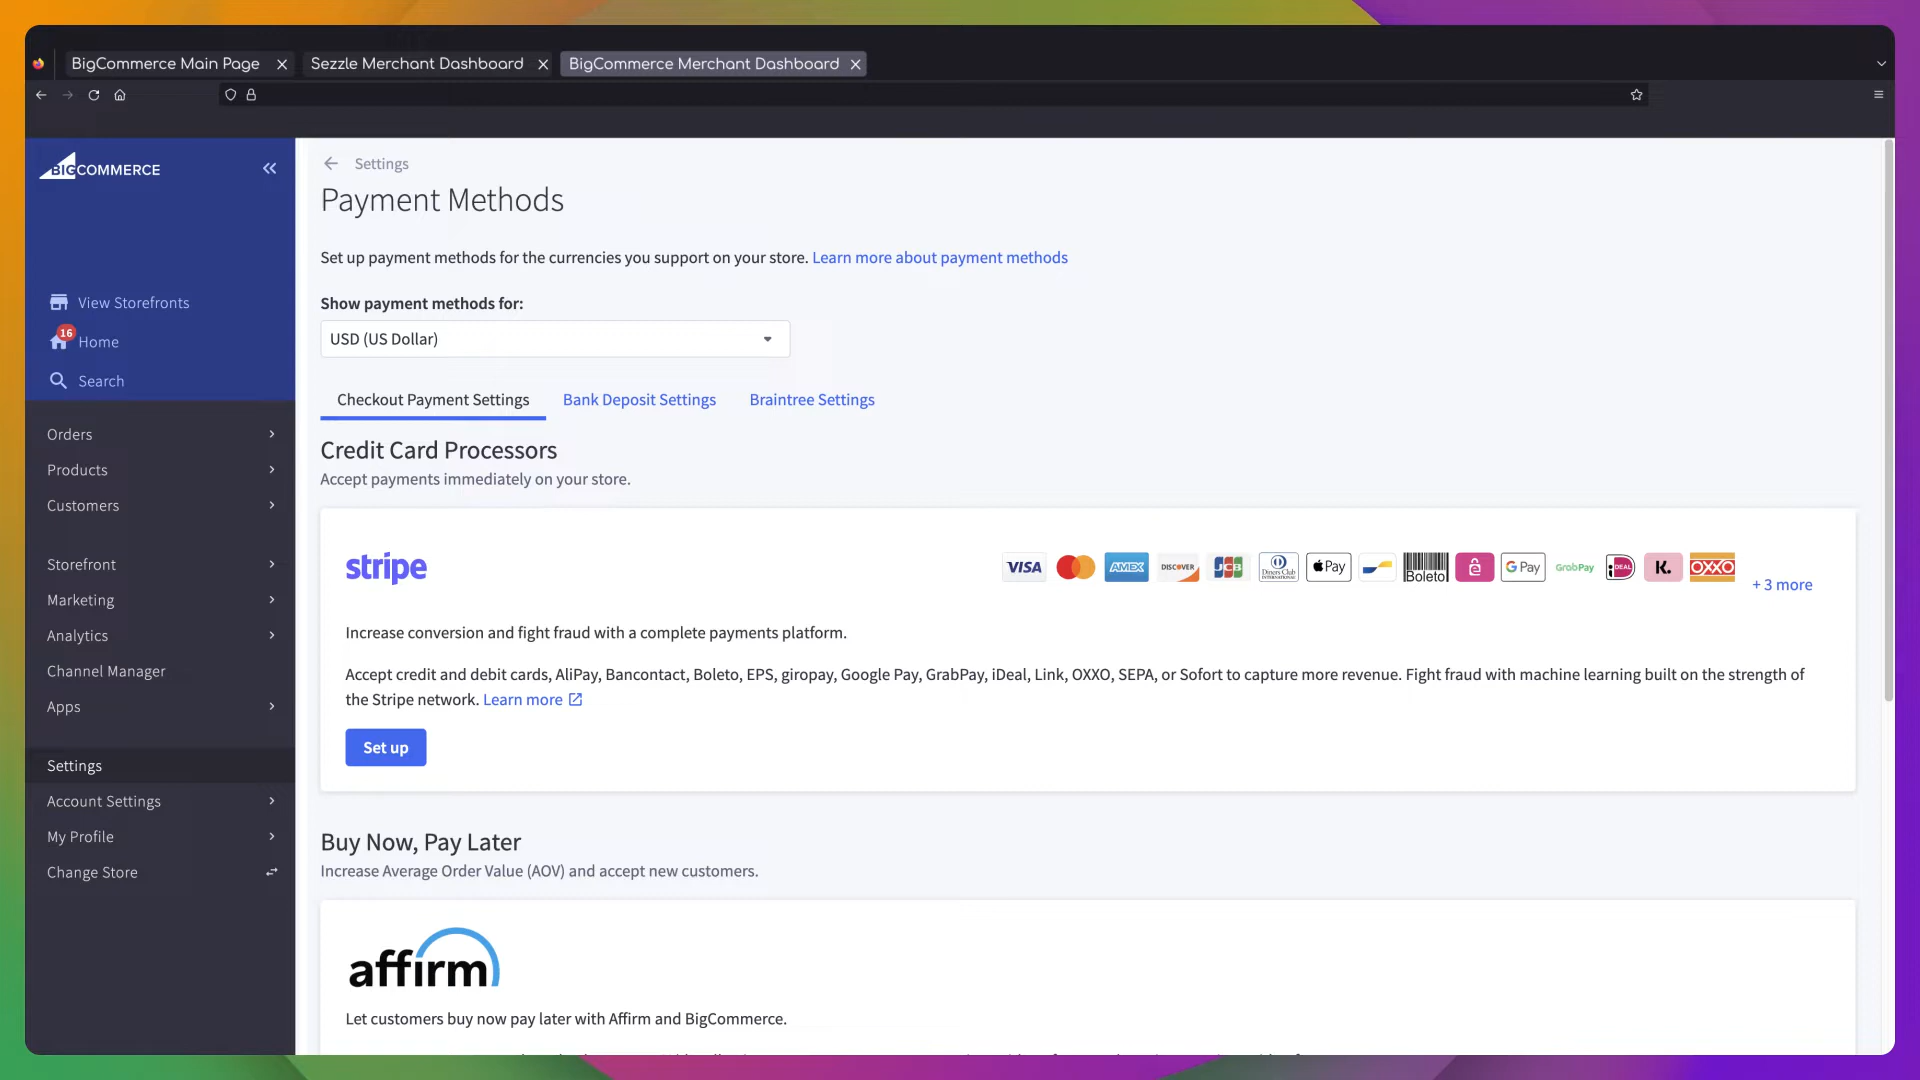 BigCommerce Main Page
Sezzle Merchant Dashboard
BigCommerce Merchant Dashboard
BIGCOMMERCE
View Storefronts
16
Home
Search
Orders
Products
Customers
Storefront
Marketing
Analytics
Channel Manager
Apps
Settings
Account Settings
My Profile
Change Store
Settings
Payment Methods
Set up payment methods for the currencies you support on your store. Learn more about payment methods
Show payment methods for:
USD (US Dollar)
Checkout Payment Settings
Bank Deposit Settings
Braintree Settings
Credit Card Processors
Accept payments immediately on your store.
stripe
VISA
AMEX
DISCOVER
JCB
Diners Club INTERNATIONAL
Pay
Boleto
G Pay
GrabPay
iDEAL
K.
OXXO
+ 3 more
Increase conversion and fight fraud with a complete payments platform.
Accept credit and debit cards, AliPay, Bancontact, Boleto, EPS, giropay, Google Pay, GrabPay, iDeal, Link, OXXO, SEPA, or Sofort to capture more revenue. Fight fraud with machine learning built on the strength of
the Stripe network. Learn more
Set up
Buy Now, Pay Later
Increase Average Order Value (AOV) and accept new customers.
affirm
Let customers buy now pay later with Affirm and BigCommerce.